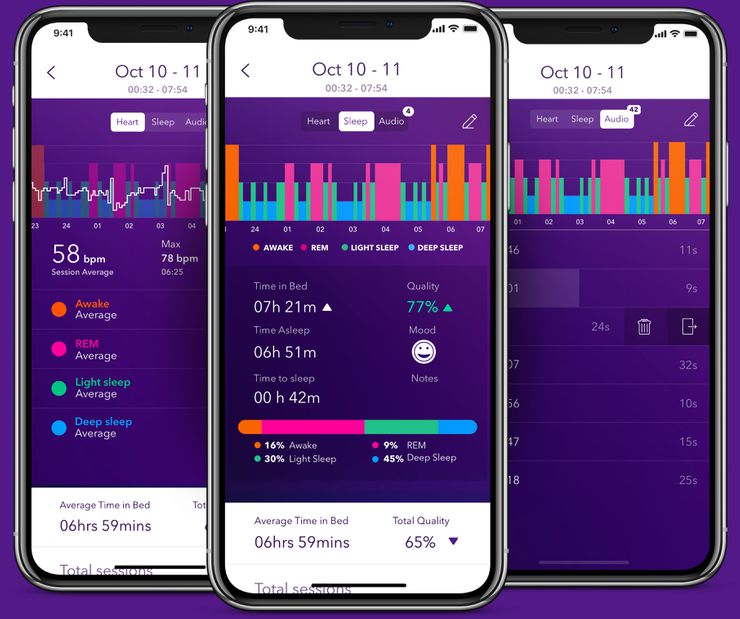 9:41
Oct 10 - 11
00:32 - 07:54
Heart Sleep Audio
23 24 01 02 03 04
58 bpm
Session Average
Max
78 bpm
06:25
Awake
Average
REM
Average
Light sleep
Average
Deep sleep
Average
Average Time in Bed
06hrs 59mins
Tot
Total sessions
9:41
Oct 10 - 11
00:32 - 07:54
Heart Sleep Audio 4
24 01 02 03 04 05 06 07
AWAKE REM LIGHT SLEEP DEEP SLEEP
Time in Bed
07h 21m
Quality
77%
Time Asleep
06h 51m
Mood
Time to sleep
00 h 42m
Notes
16% Awake 9% REM
30% Light Sleep 45% Deep Sleep
Average Time in Bed
06hrs 59mins
Total Quality
65%
Total sessions
Oct 10 - 11
00:32 - 07:54
Heart Sleep Audio 42
01 02 03 04 05 06 07
46 11s
01 9s
24s
07 32s
56 10s
47 15s
18 25s